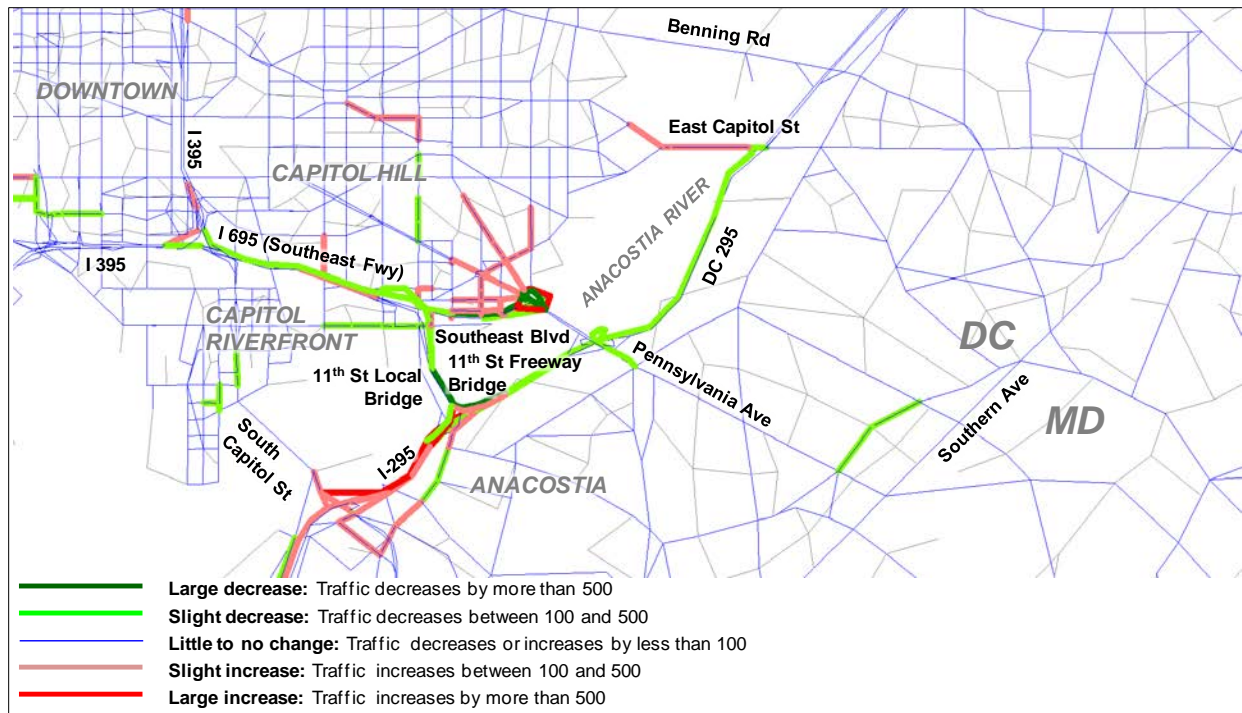 Benning Rd
DOWNTOWN
I 395
East Capitol St
CAPITOL HILL
ANACOSTIA RIVER
I 695 (Southeast Fwy)
I 395
DC 295
CAPITOL
RIVERFRONT
Southeast Blvd
11th St Freeway
Bridge
11th St Local
Bridge
Pennsylvania Ave
DC
Southern Ave
MD
South
Capitol St
I-295
ANACOSTIA
Large decrease: Traffic decreases by more than 500
Slight decrease: Traffic decreases between 100 and 500
Little to no change: Traffic decreases or increases by less than 100
Slight increase: Traffic increases between 100 and 500
Large increase: Traffic increases by more than 500